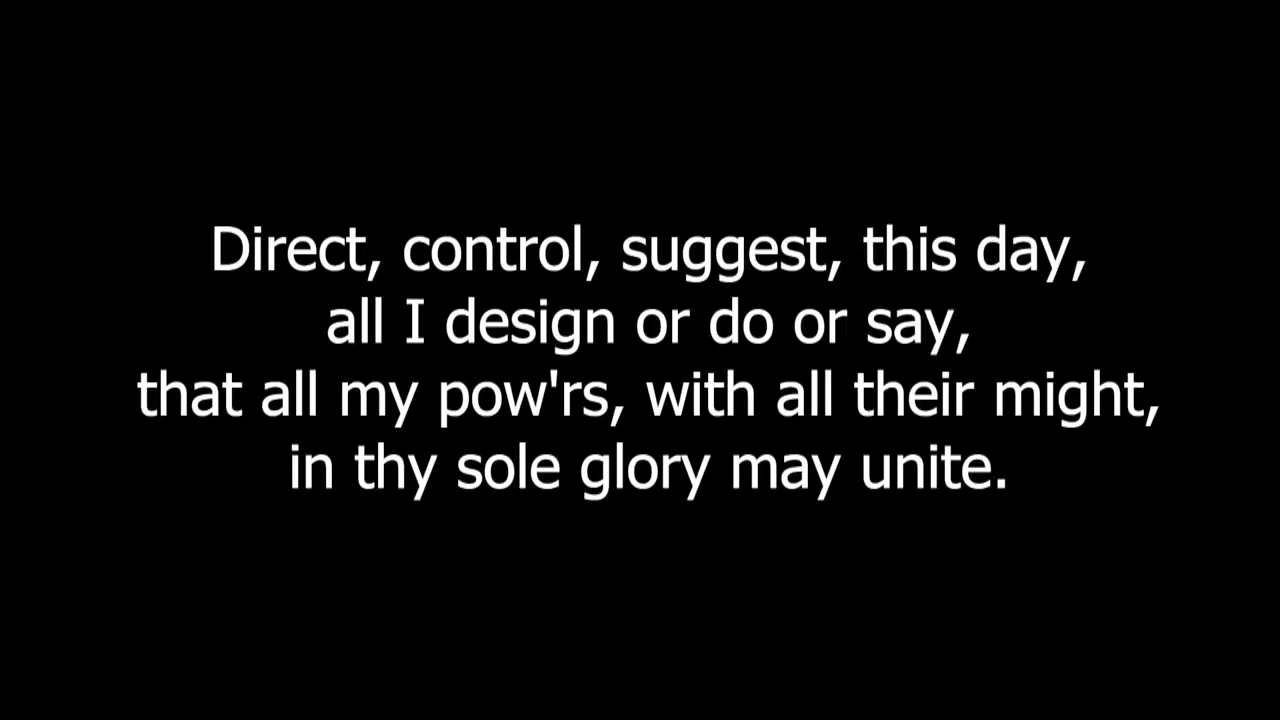 Direct, control, suggest, this day,
all I design or do or say,
that all my pow'rs, with all their might,
in thy sole glory may unite.